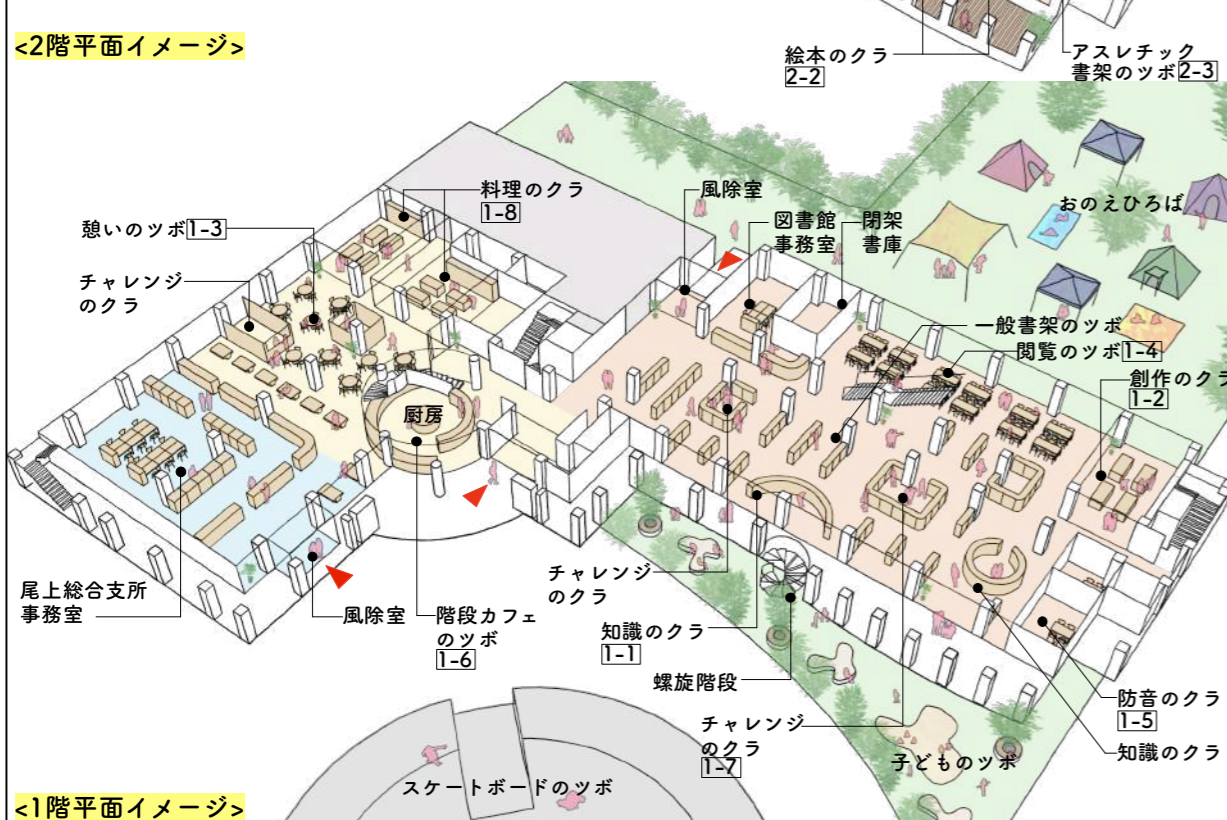 <2階平面イメージ>
絵本のクラ
2-2
アスレチック
書架のツボ2-3
料理のクラ
1-8
風除室
図書館
事務室
閉架
書庫
おのえひろば
憩いのツボ1-3
チャレンジ
のクラ
一般書架のツボ
閲覧のツボ1-4
創作のクラ
1-2
厨房
尾上総合支所
事務室
風除室
階段カフェ
のツボ
1-6
チャレンジ
のクラ
知識のクラ
1-1
螺旋階段
チャレンジ
のクラ
1-7
子どものツボ
防音のクラ
1-5
知識のクラ
スケートボードのツボ
<1階平面イメージ>